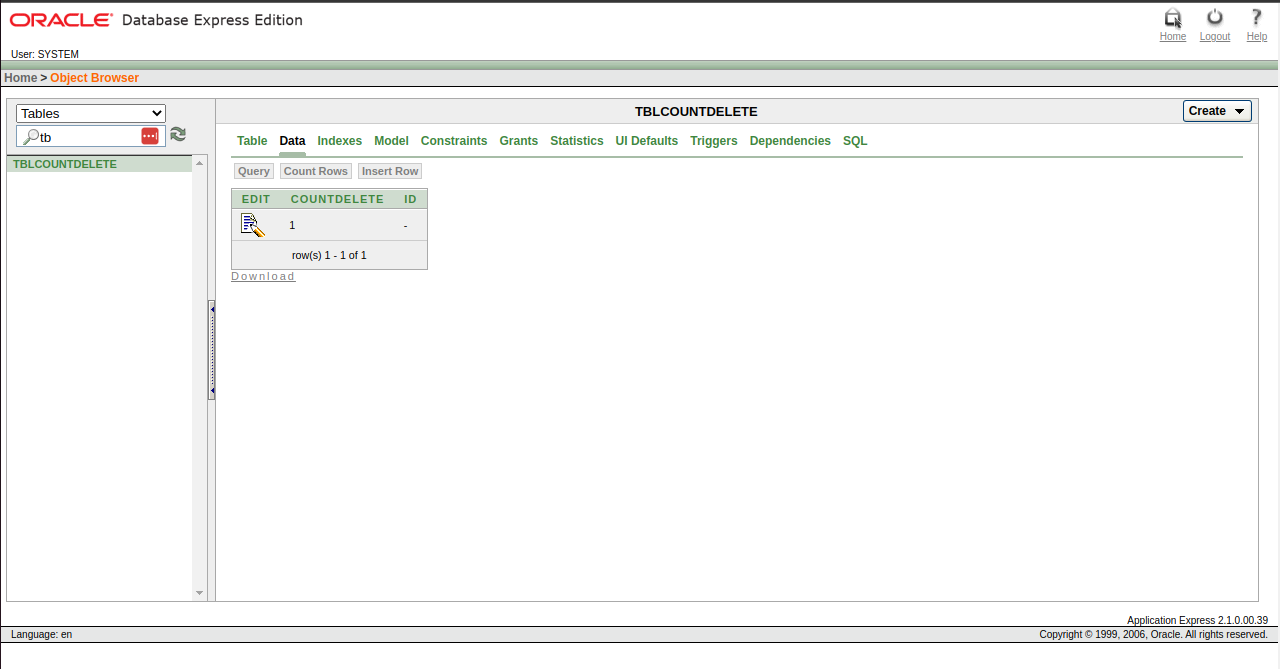 ORACLE Database Express Edition
Home Logout Help
User: SYSTEM
Home > Object Browser
Tables
tb
TBLCOUNTDELETE
TBLCOUNTDELETE
Create
Table Data Indexes Model Constraints Grants Statistics UI Defaults Triggers Dependencies SQL
Query Count Rows Insert Row
EDIT COUNTDELETE ID
1 -
row(s) 1 - 1 of 1
Download
Application Express 2.1.0.00.39
Language: en
Copyright © 1999, 2006, Oracle. All rights reserved.